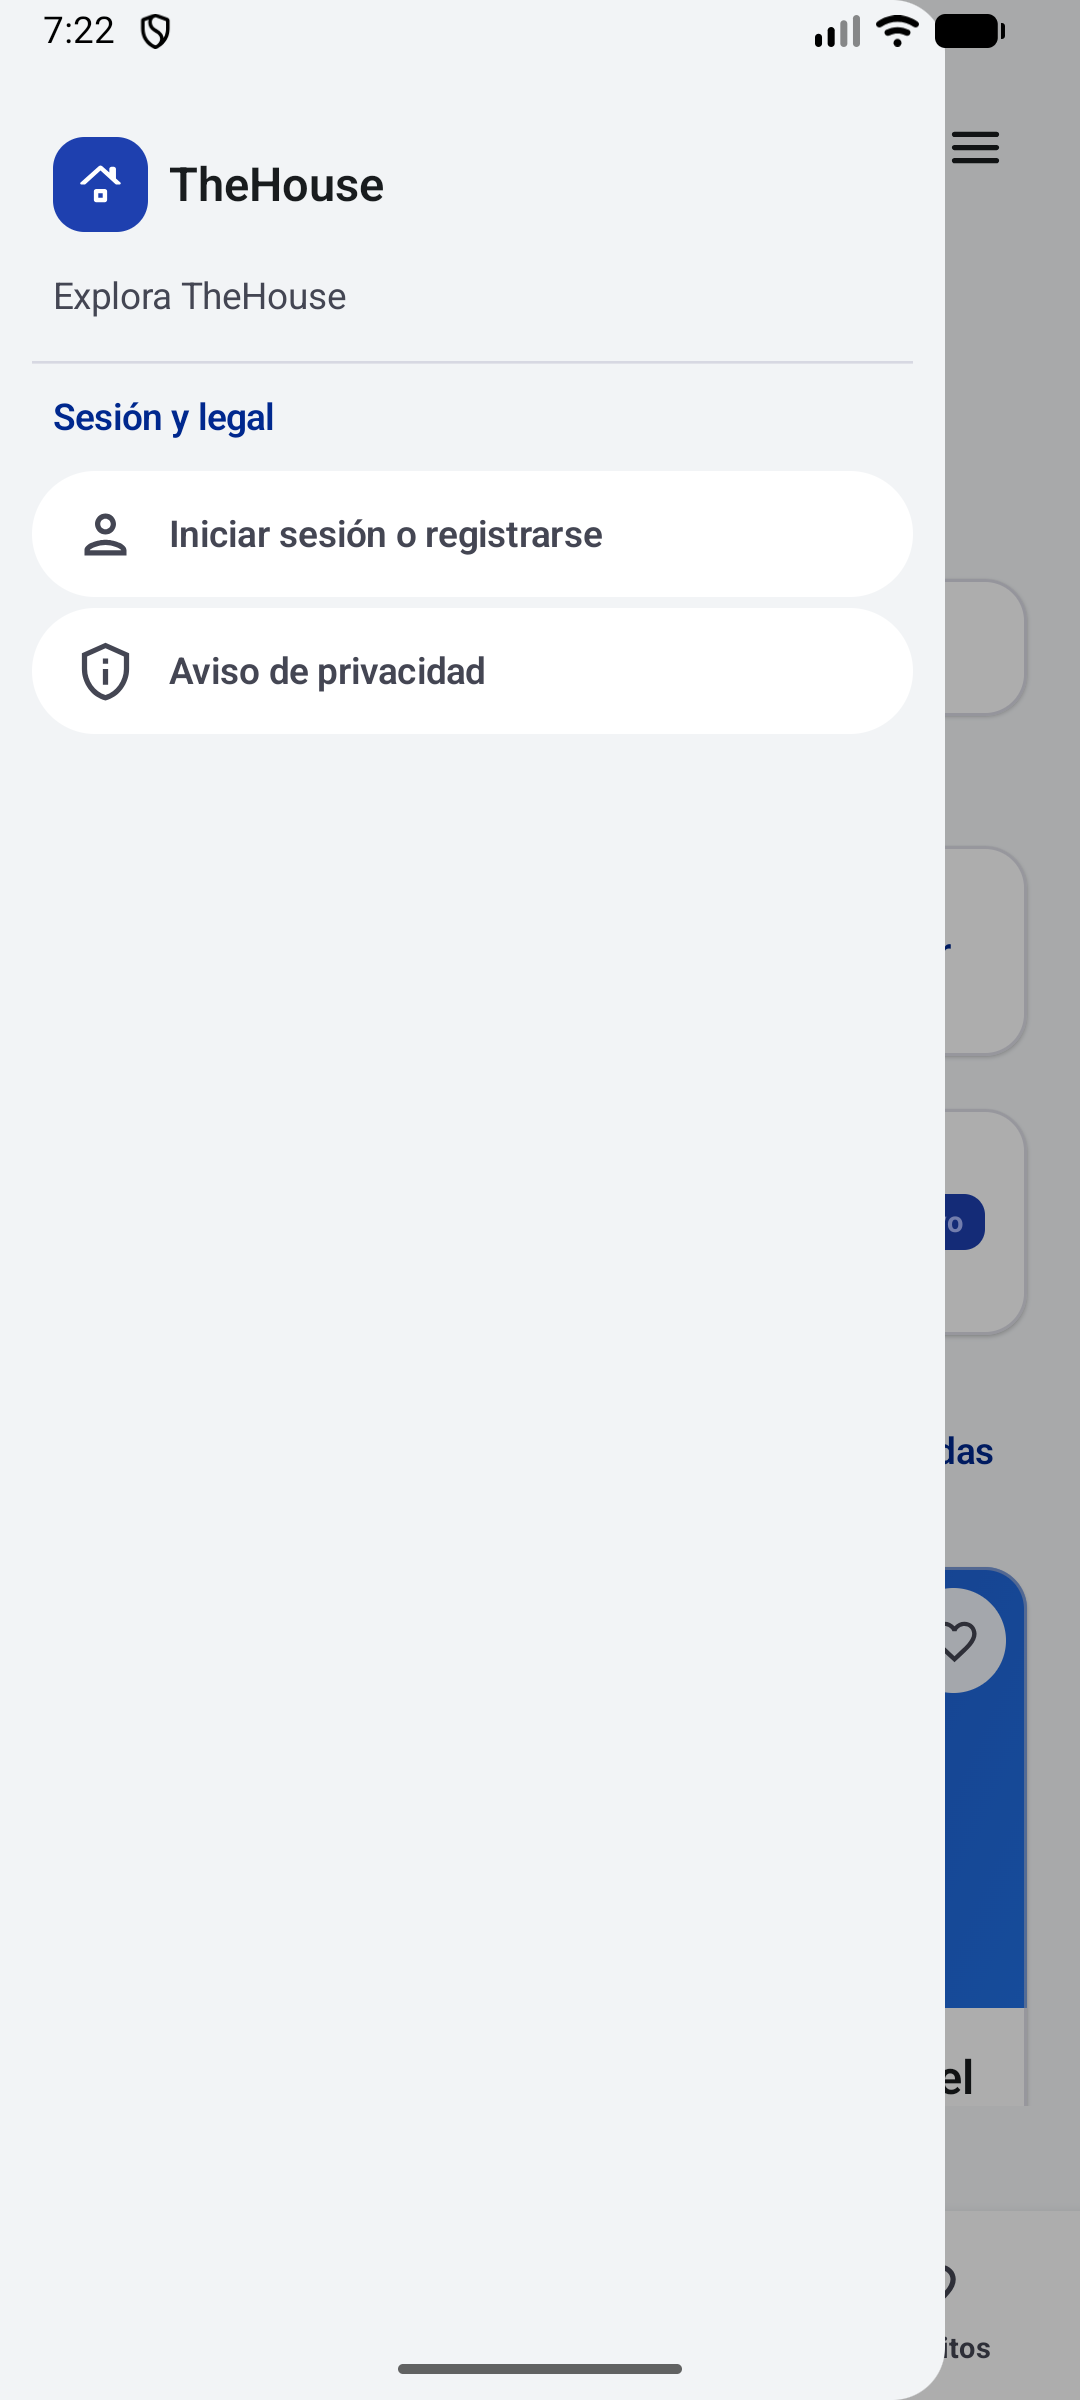 7:22
TheHouse
Explora TheHouse
Sesión y legal
Iniciar sesión o registrarse
Aviso de privacidad